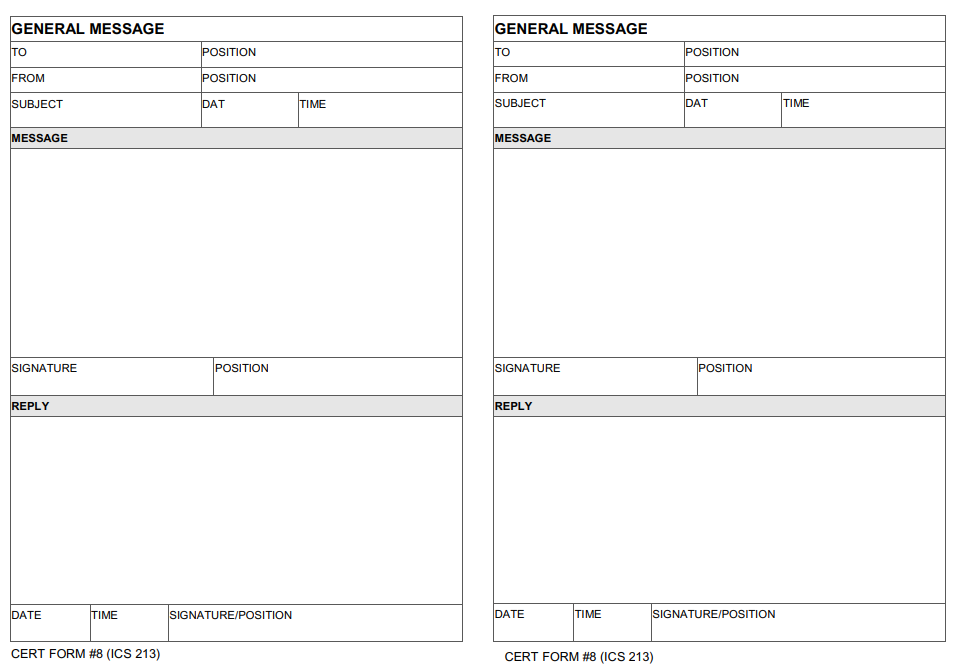 GENERAL MESSAGE
TO POSITION
FROM POSITION
SUBJECT DAT TIME
MESSAGE
SIGNATURE POSITION
REPLY
DATE TIME SIGNATURE/POSITION
CERT FORM #8 (ICS 213)
GENERAL MESSAGE
TO POSITION
FROM POSITION
SUBJECT DAT TIME
MESSAGE
SIGNATURE POSITION
REPLY
DATE TIME SIGNATURE/POSITION
CERT FORM #8 (ICS 213)